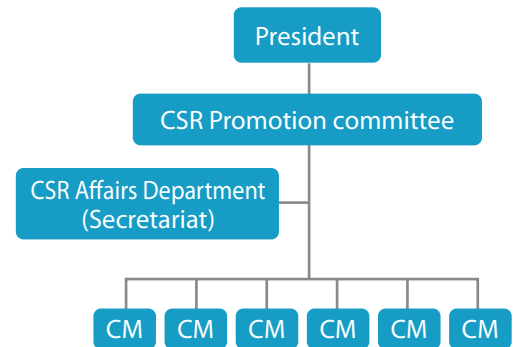 President
CSR Promotion committee
CSR Affairs Department
(Secretariat)
CM CM CM CM CM CM